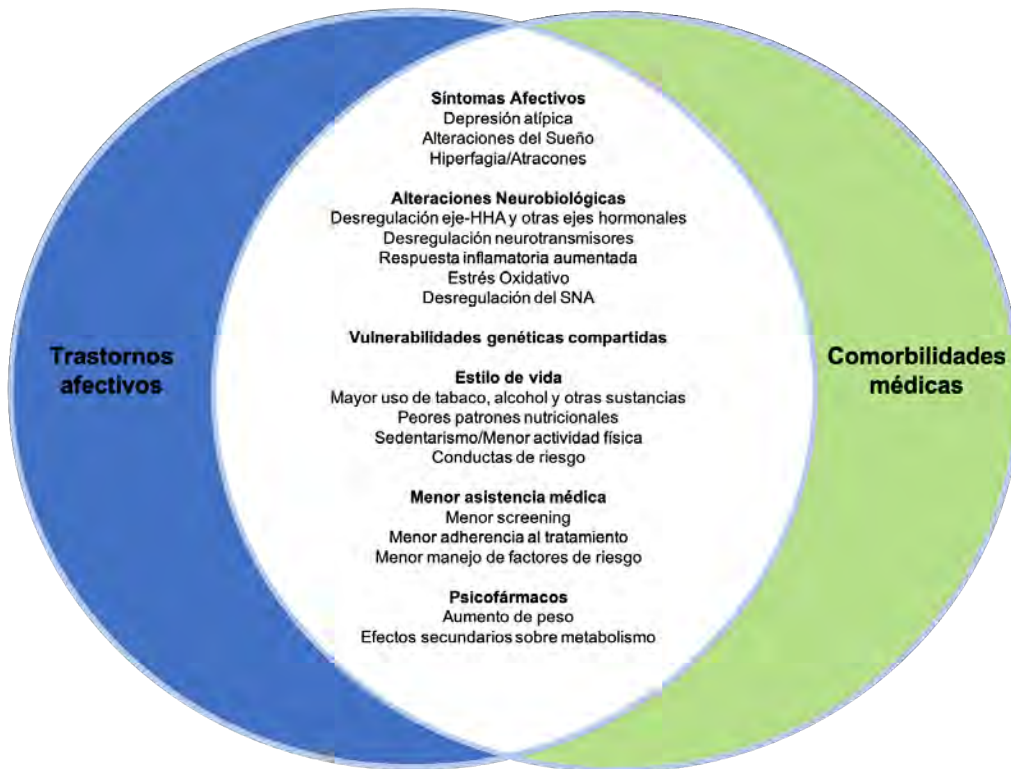 Síntomas Afectivos
Depresión atípica
Alteraciones del Sueño
Hiperfagia/Atracones
Alteraciones Neurobiológicas
Desregulación eje-HHA y otras ejes hormonales
Desregulación neurotransmisores
Respuesta inflamatoria aumentada
Estrés Oxidativo
Desregulación del SNA
Vulnerabilidades genéticas compartidas
Trastornos
afectivos
Comorbilidades
médicas
Estilo de vida
Mayor uso de tabaco, alcohol y otras sustancias
Peores patrones nutricionales
Sedentarismo/Menor actividad física
Conductas de riesgo
Menor asistencia médica
Menor screening
Menor adherencia al tratamiento
Menor manejo de factores de riesgo
Psicofármacos
Aumento de peso
Efectos secundarios sobre metabolismo